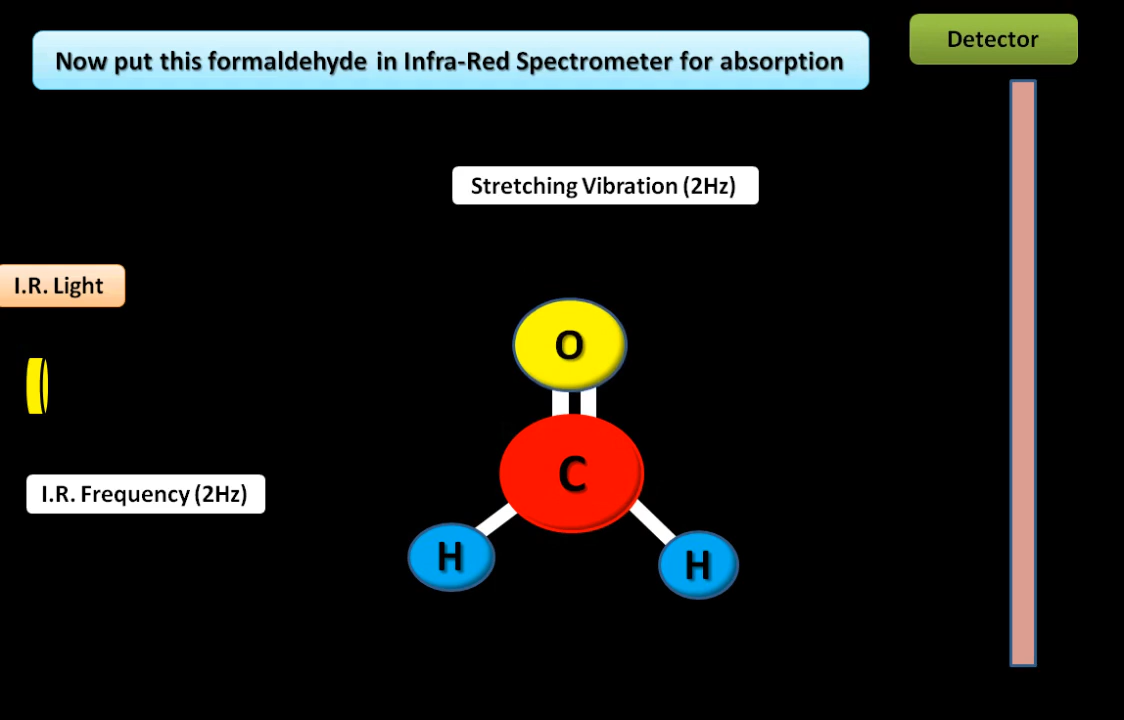 Now put this formaldehyde in Infra-Red Spectrometer for absorption
Detector
Stretching Vibration (2Hz)
I.R. Light
O
C
I.R. Frequency (2Hz)
H
H